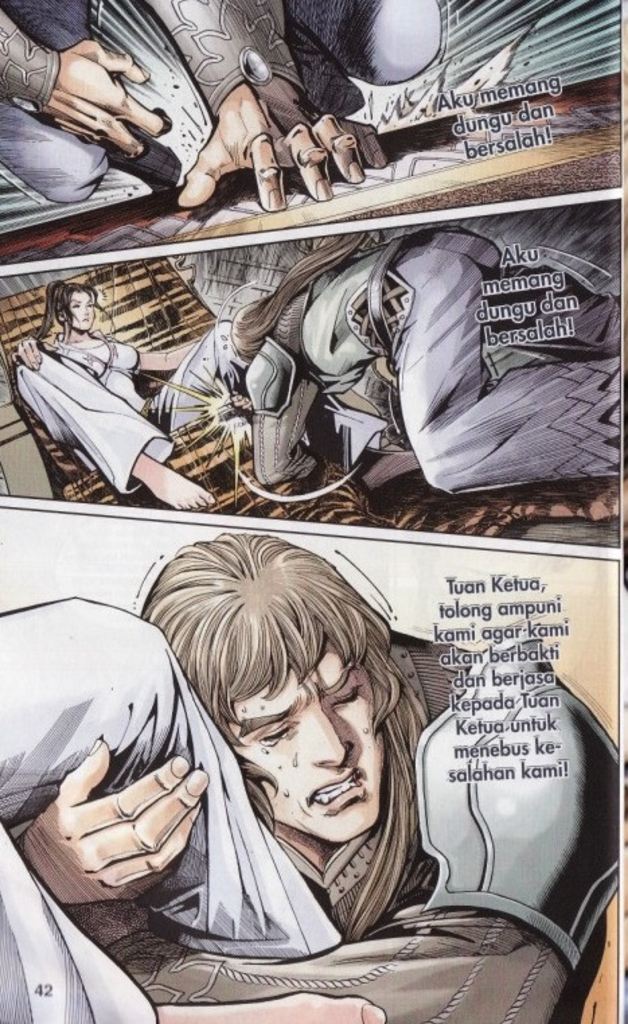 Aku memang
dungu dan
bersalah!
Aku
memang
dungu dan
bersalah!
Tuan Ketua,
tolong ampuni
kami agar kami
akan berbakti
dan berjasa
kepada Tuan
Ketua untuk
menebus ke-
salahan kami!
42